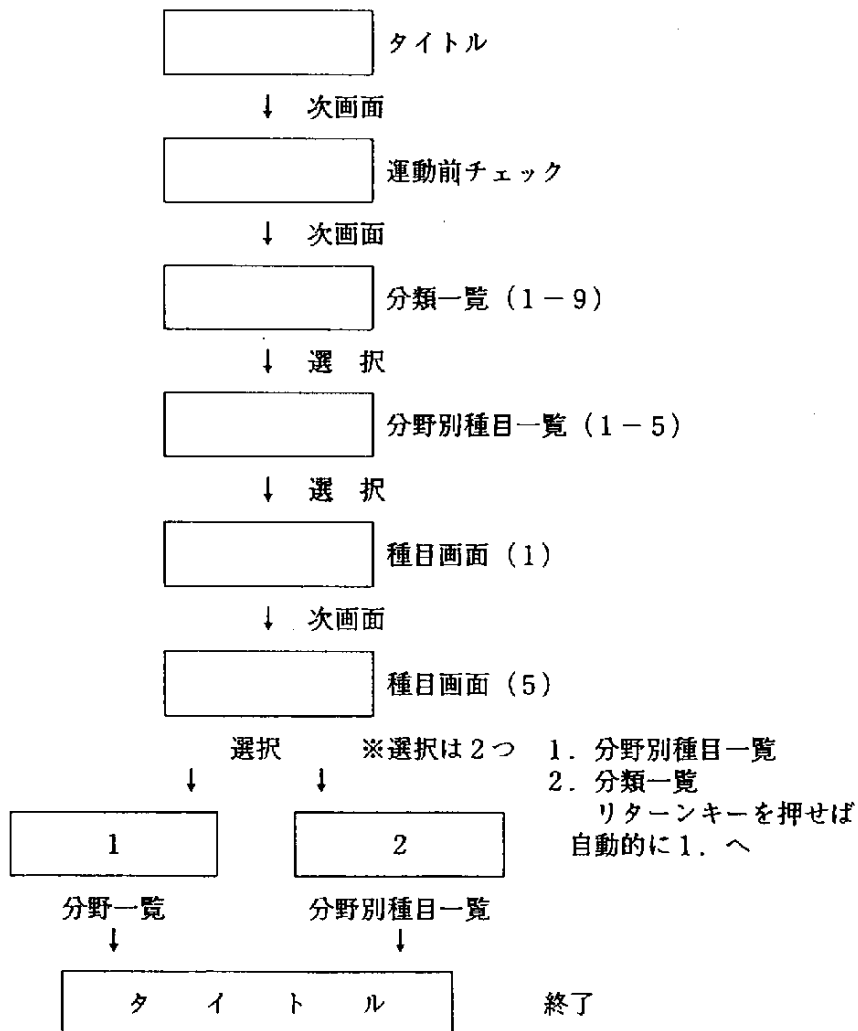 タイトル
↓ 次画面
運動前チェック
↓ 次画面
分類一覧(1-9)
↓ 選 択
分野別種目一覧(1-5)
↓ 選 択
種目画面(1)
↓ 次画面
種目画面(5)
選択 ※選択は2つ 1. 分野別種目一覧
↓ ↓ 2. 分類一覧
リターンキーを押せば
1 2 自動的に1. へ
分野一覧 分野別種目一覧
↓ ↓
タ イ ト ル 終了